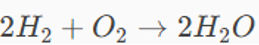 2H₂ + O₂ → 2H₂O